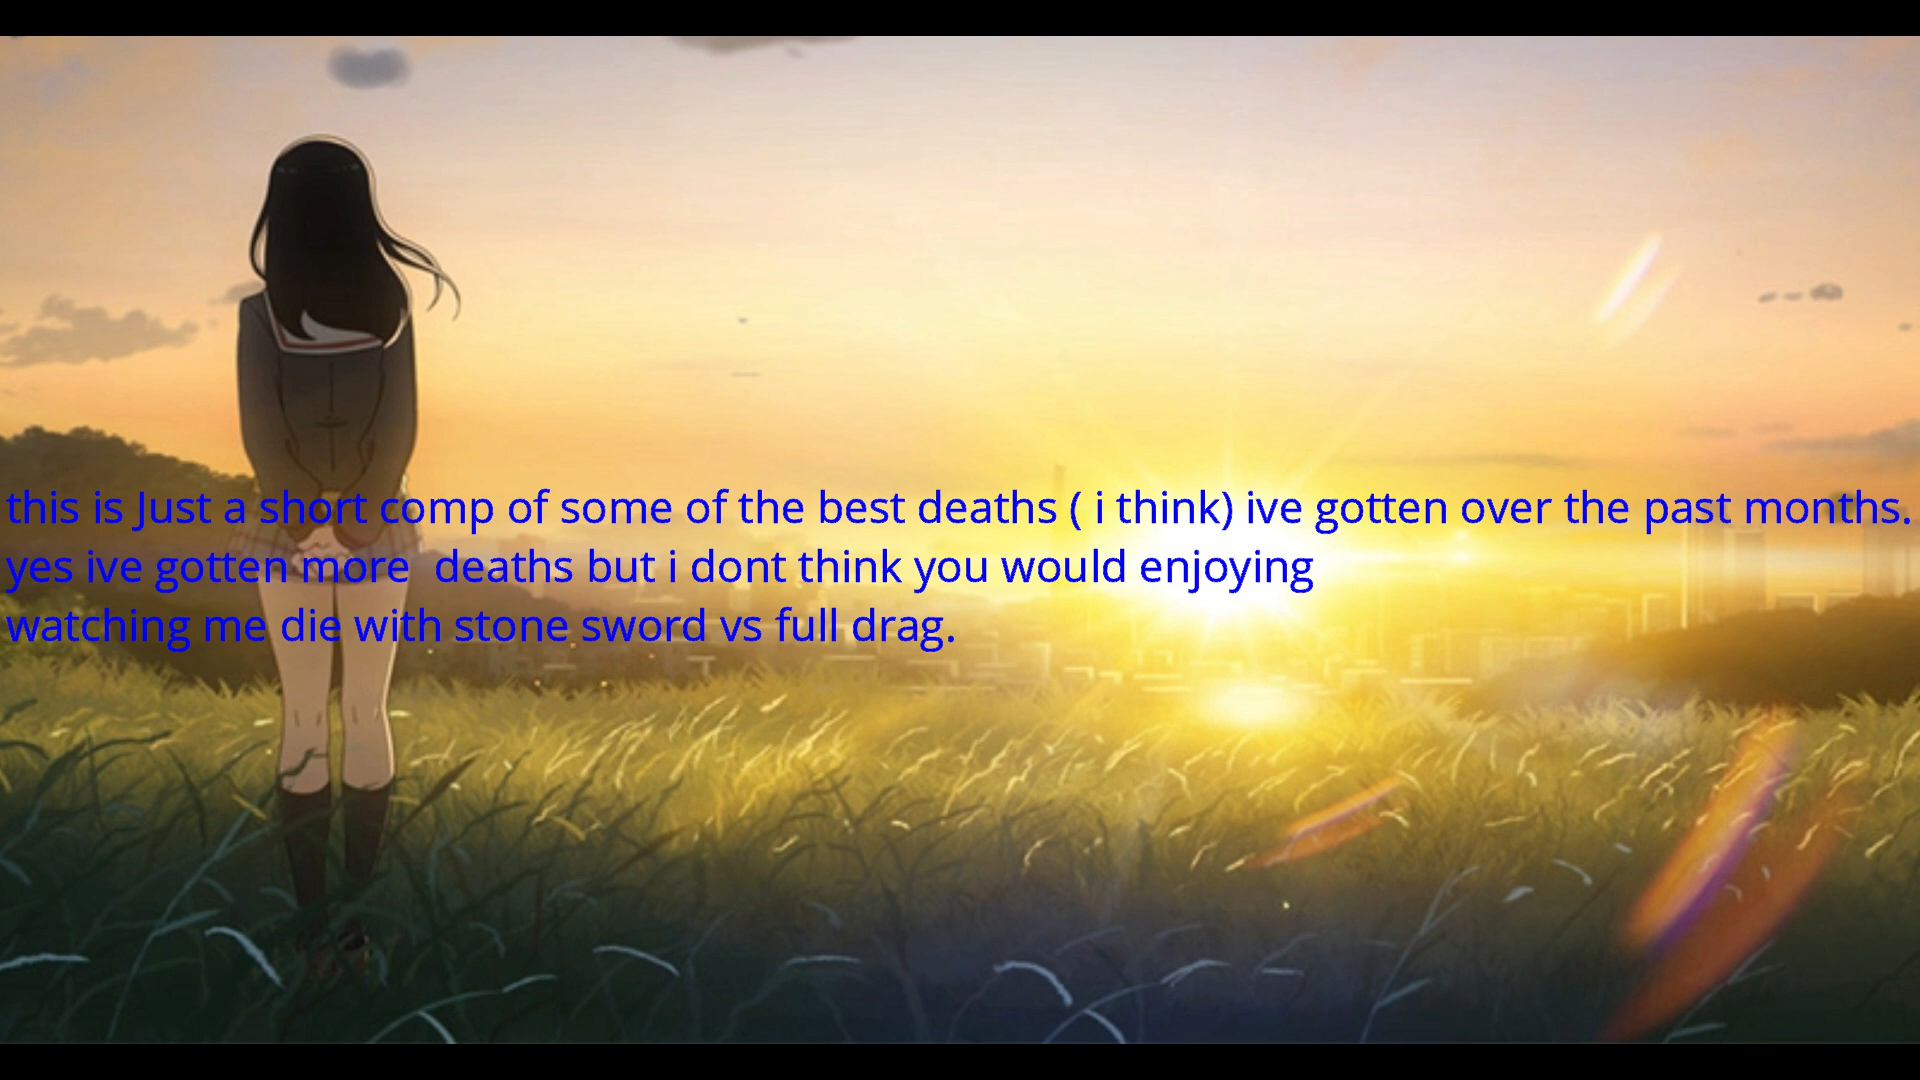 this is Just a short comp of some of the best deaths ( i think) ive gotten over the past months.
yes ive gotten more  deaths but i dont think you would enjoying
watching me die with stone sword vs full drag.